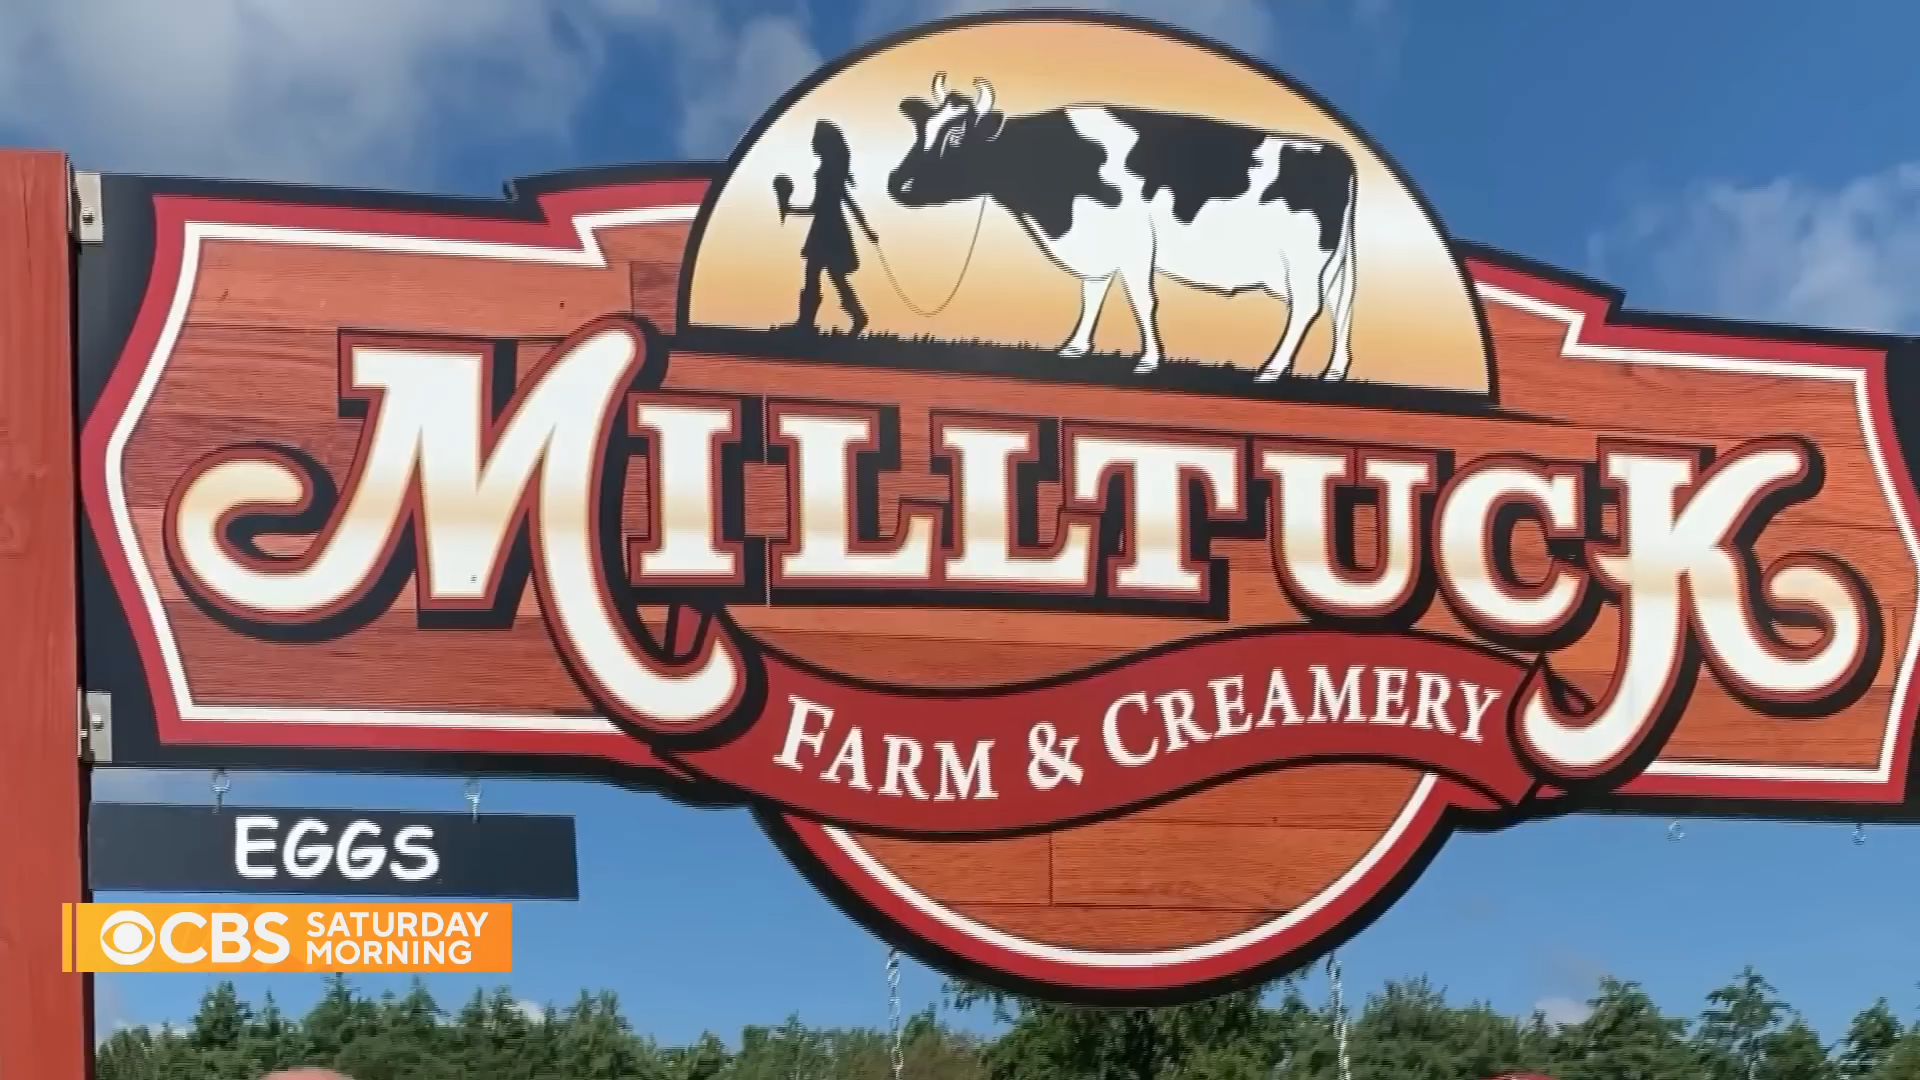 MILLTUCK
FARM & CREAMERY
EGGS
CBS SATURDAY
MORNING